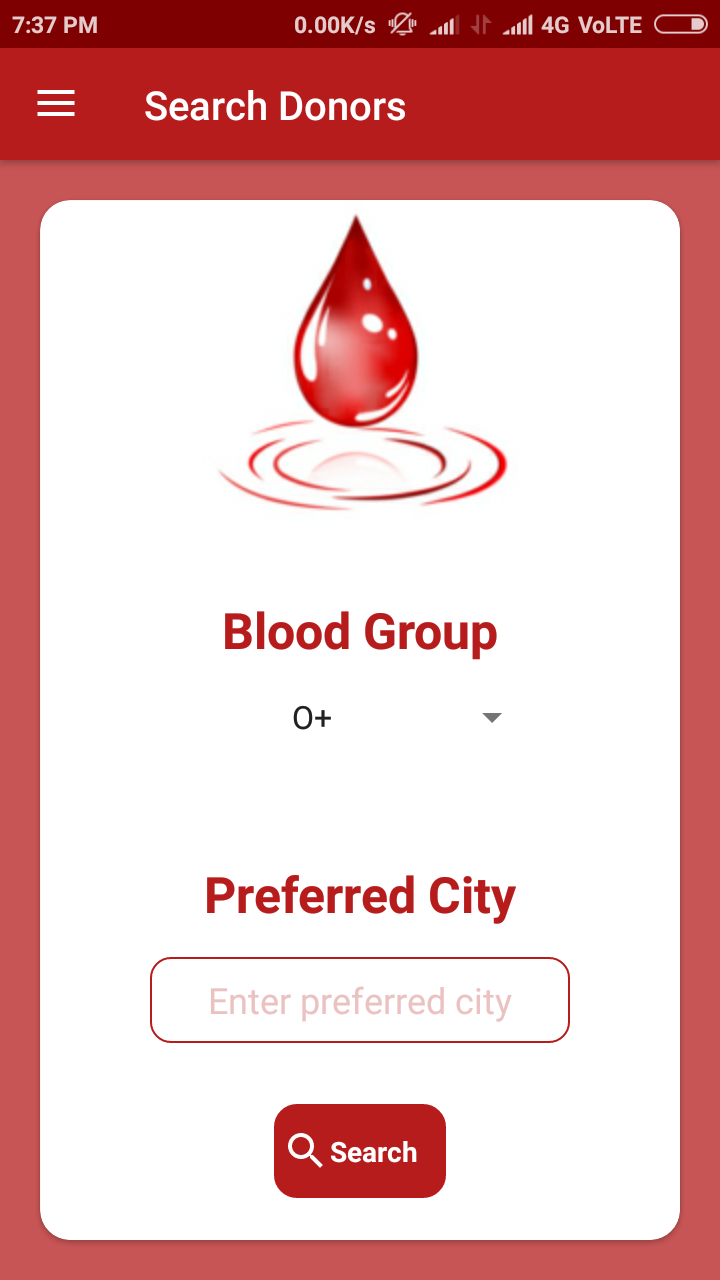 7:37 PM 0.00K/s 4G VoLTE
Search Donors
Blood Group
O+
Preferred City
Enter preferred city
Search